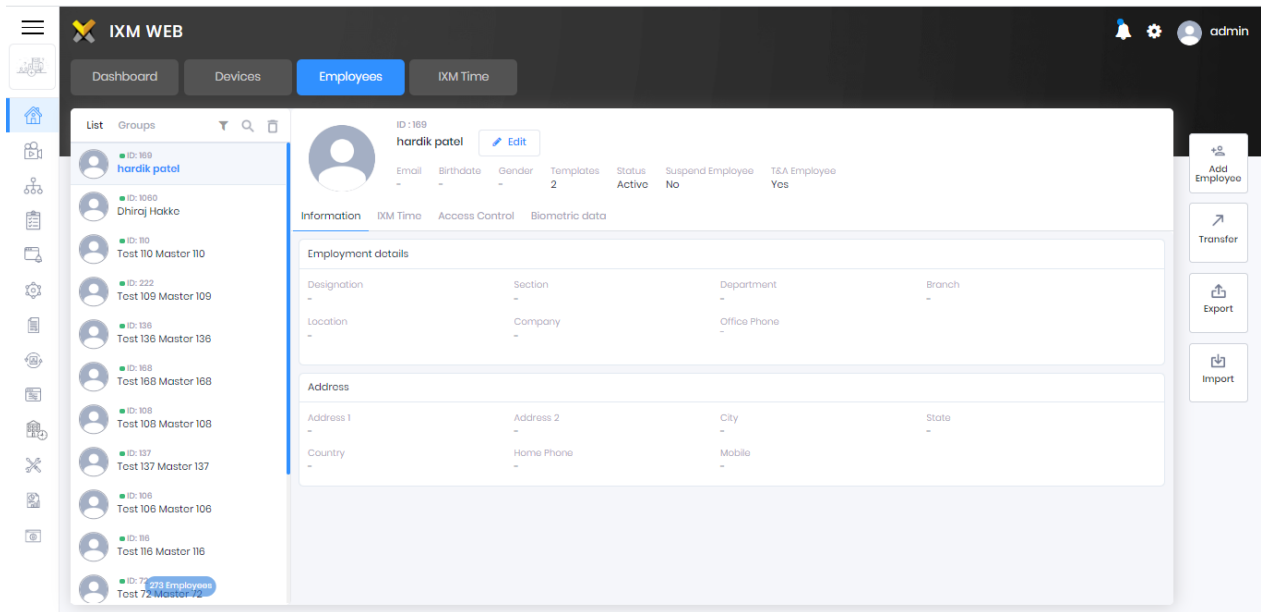 IXM WEB
admin
Dashboard
Devices
Employees
IXM Time
List
Groups
ID: 169
hardik patel
ID: 1060
Dhiraj Hakke
ID: 110
Test 110 Master 110
ID: 222
Test 109 Master 109
ID: 136
Test 136 Master 136
ID: 168
Test 168 Master 168
ID: 108
Test 108 Master 108
ID: 137
Test 137 Master 137
ID: 106
Test 106 Master 106
ID: 116
Test 116 Master 116
ID: 72
273 Employees
Test 72 Master 72
ID : 169
hardik patel
Edit
Email Birthdate Gender Templates Status Suspend Employee T&A Employee
- - - 2 Active No Yes
Information IXM Time Access Control Biometric data
Employment details
Designation Section Department Branch
- - - -
Location Company Office Phone
- - -
Address
Address 1 Address 2 City State
- - - -
Country Home Phone Mobile
- - -
Add
Employee
Transfer
Export
Import